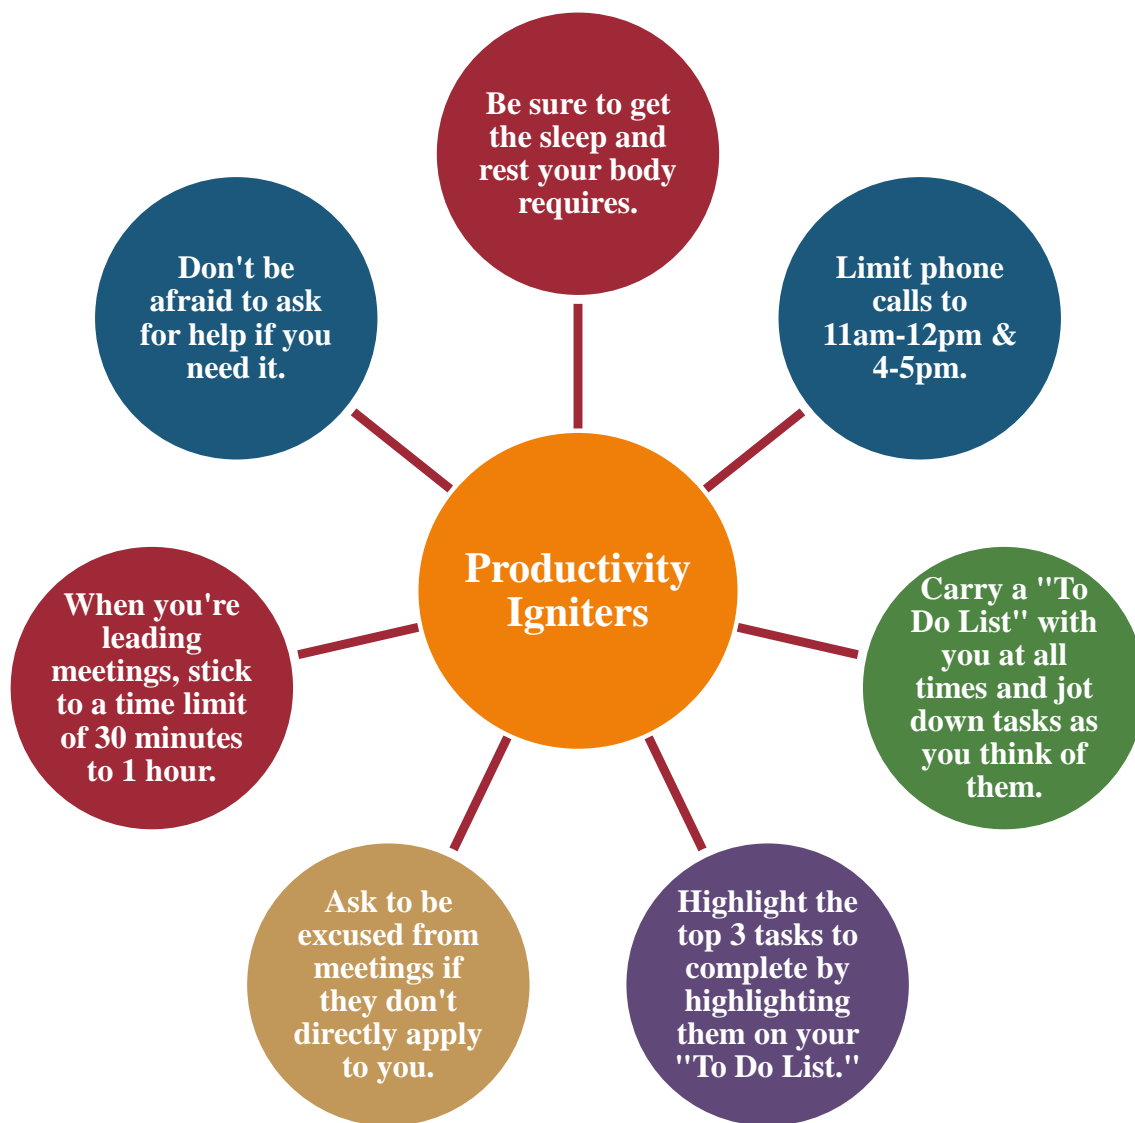 Be sure to get
the sleep and
rest your body
requires.
Limit phone
calls to
11am-12pm &
4-5pm.
Carry a "To
Do List" with
you at all
times and jot
down tasks as
you think of
them.
Highlight the
top 3 tasks to
complete by
highlighting
them on your
"To Do List."
Ask to be
excused from
meetings if
they don't
directly apply
to you.
When you're
leading
meetings, stick
to a time limit
of 30 minutes
to 1 hour.
Don't be
afraid to ask
for help if you
need it.
Productivity
Igniters